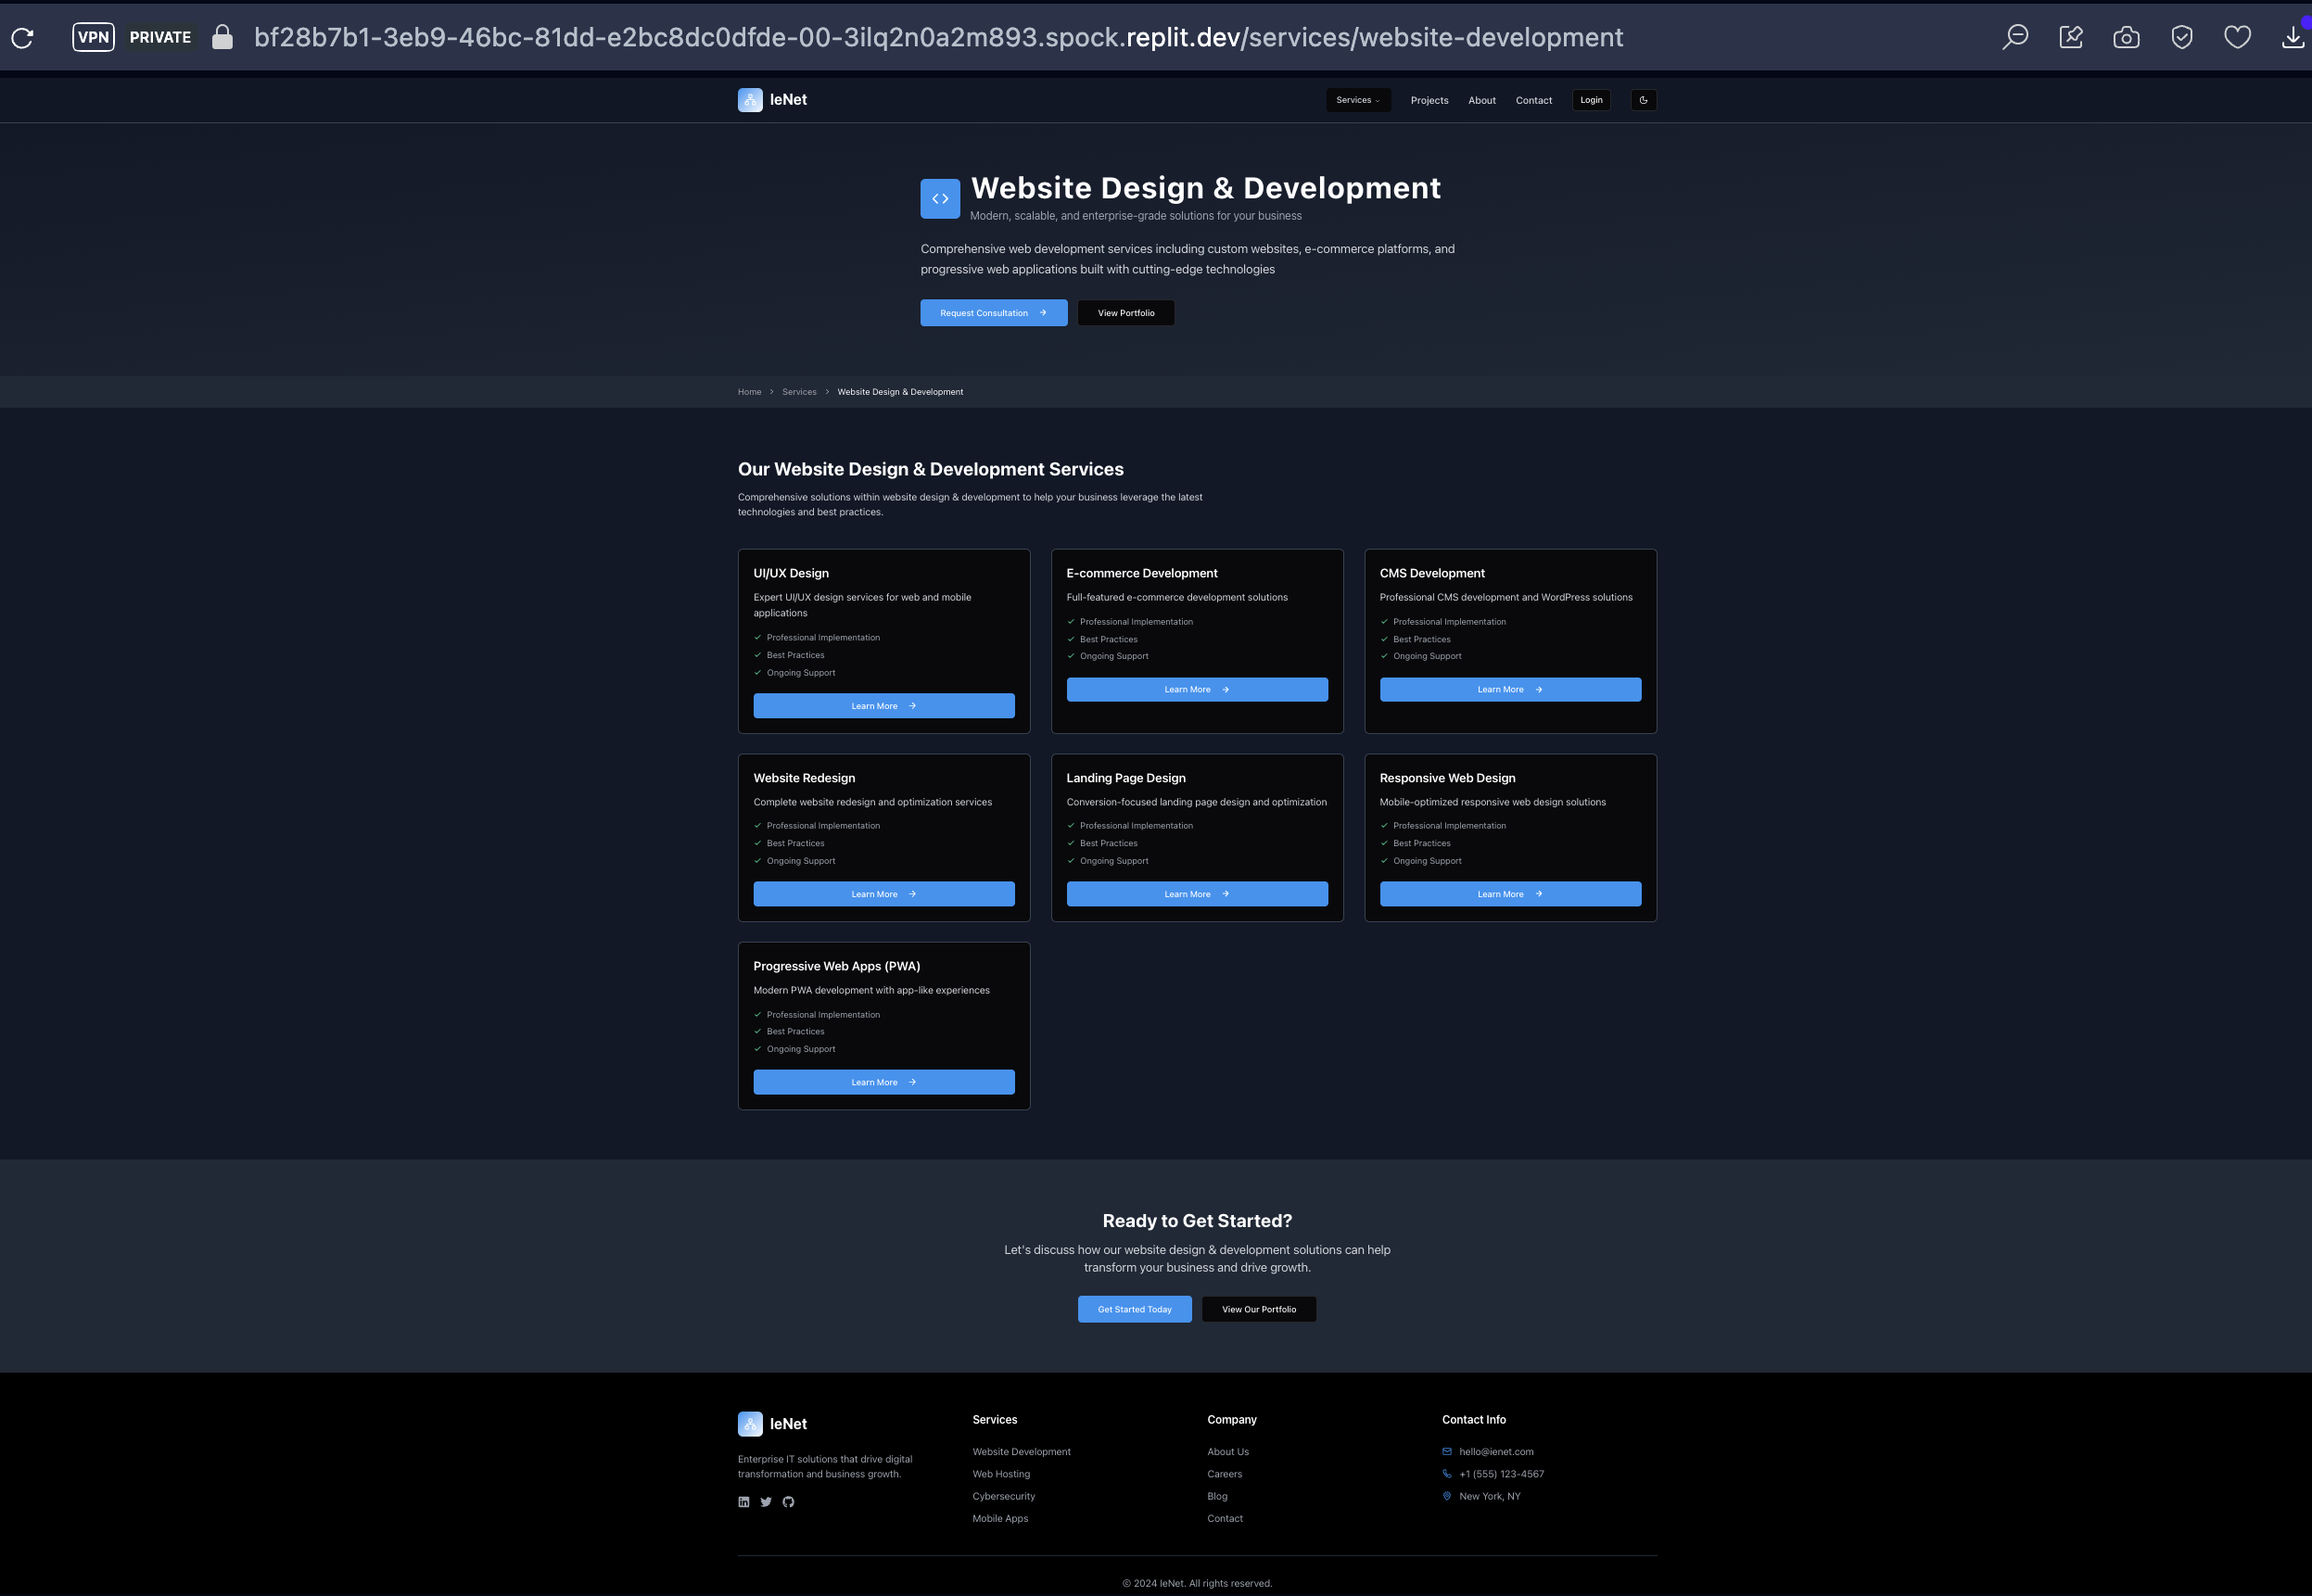 VPN PRIVATE bf28b7b1-3eb9-46bc-81dd-e2bc8dc0dfde-00-3ilq2n0a2m893.spock.replit.dev/services/website-development
IeNet
Services Projects About Contact Login
Website Design & Development
Modern, scalable, and enterprise-grade solutions for your business
Comprehensive web development services including custom websites, e-commerce platforms, and
progressive web applications built with cutting-edge technologies
Request Consultation → View Portfolio
Home > Services > Website Design & Development
Our Website Design & Development Services
Comprehensive solutions within website design & development to help your business leverage the latest
technologies and best practices.
UI/UX Design
Expert UI/UX design services for web and mobile
applications
✓ Professional Implementation
✓ Best Practices
✓ Ongoing Support
Learn More →
E-commerce Development
Full-featured e-commerce development solutions
✓ Professional Implementation
✓ Best Practices
✓ Ongoing Support
Learn More →
CMS Development
Professional CMS development and WordPress solutions
✓ Professional Implementation
✓ Best Practices
✓ Ongoing Support
Learn More →
Website Redesign
Complete website redesign and optimization services
✓ Professional Implementation
✓ Best Practices
✓ Ongoing Support
Learn More →
Landing Page Design
Conversion-focused landing page design and optimization
✓ Professional Implementation
✓ Best Practices
✓ Ongoing Support
Learn More →
Responsive Web Design
Mobile-optimized responsive web design solutions
✓ Professional Implementation
✓ Best Practices
✓ Ongoing Support
Learn More →
Progressive Web Apps (PWA)
Modern PWA development with app-like experiences
✓ Professional Implementation
✓ Best Practices
✓ Ongoing Support
Learn More →
Ready to Get Started?
Let's discuss how our website design & development solutions can help
transform your business and drive growth.
Get Started Today View Our Portfolio
IeNet
Enterprise IT solutions that drive digital
transformation and business growth.
Services
Website Development
Web Hosting
Cybersecurity
Mobile Apps
Company
About Us
Careers
Blog
Contact
Contact Info
hello@ienet.com
+1 (555) 123-4567
New York, NY
© 2024 IeNet. All rights reserved.